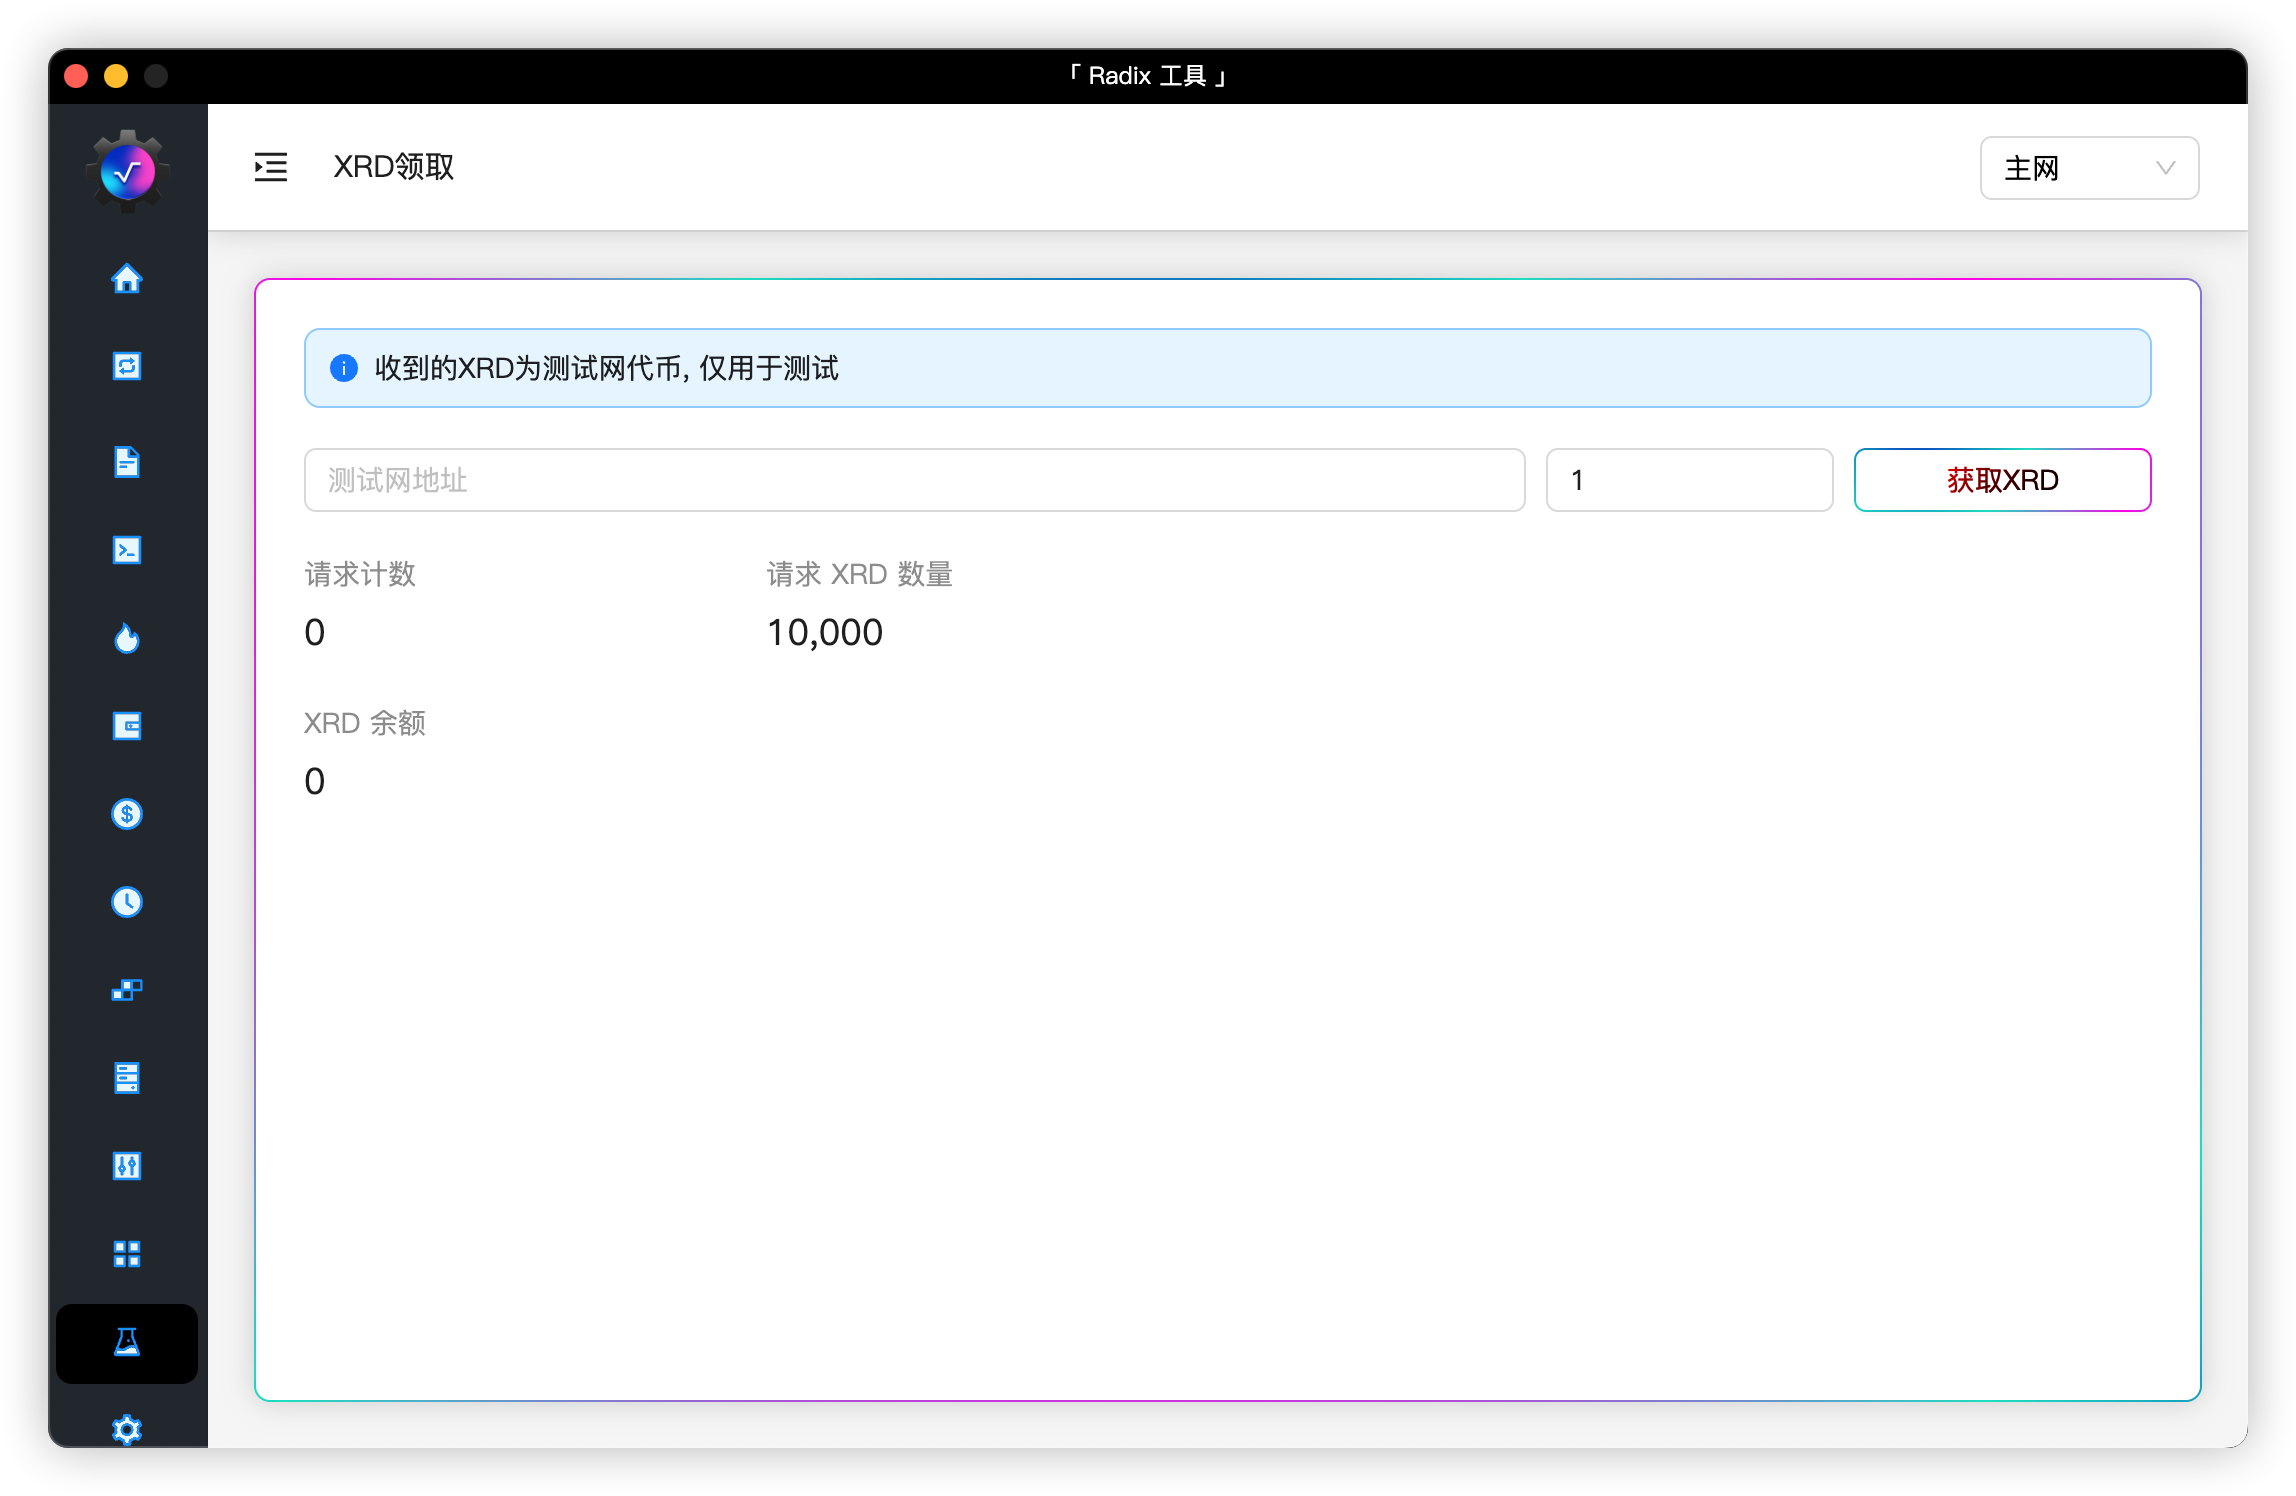 「 Radix 工具 」
XRD领取
主网
收到的XRD为测试网代币, 仅用于测试
测试网地址
1
获取XRD
请求计数
请求 XRD 数量
0
10,000
XRD 余额
0